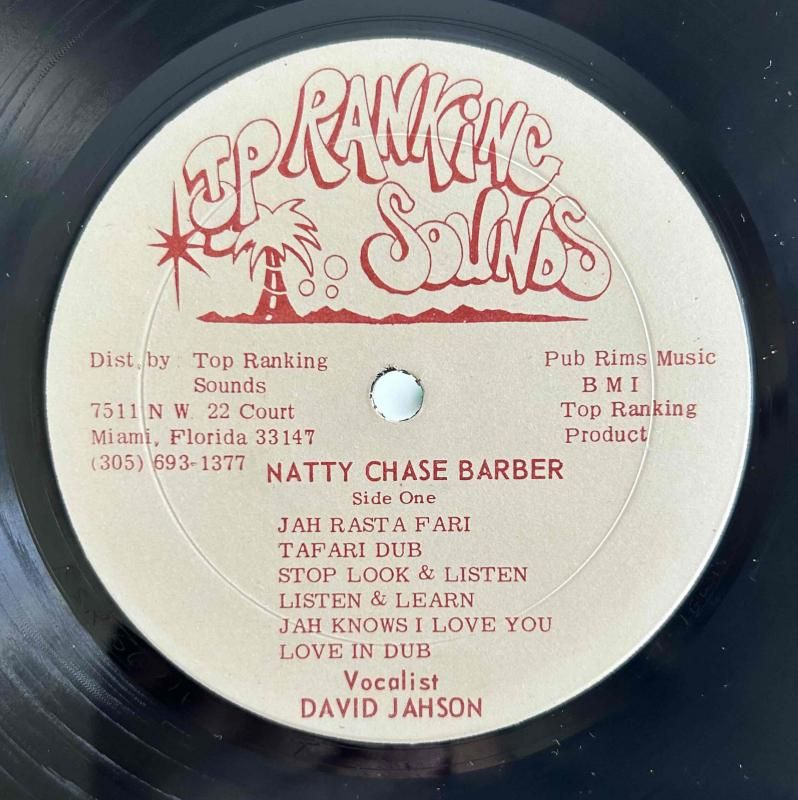 JP RANKING
SOUNDS
Dist. by Top Ranking
Sounds
7511 N W. 22 Court
Miami, Florida 33147
(305) 693-1377
Pub Rims Music
B M I
Top Ranking
Product
NATTY CHASE BARBER
Side One
JAH RASTA FARI
TAFARI DUB
STOP LOOK & LISTEN
LISTEN & LEARN
JAH KNOWS I LOVE YOU
LOVE IN DUB
Vocalist
DAVID JAHSON